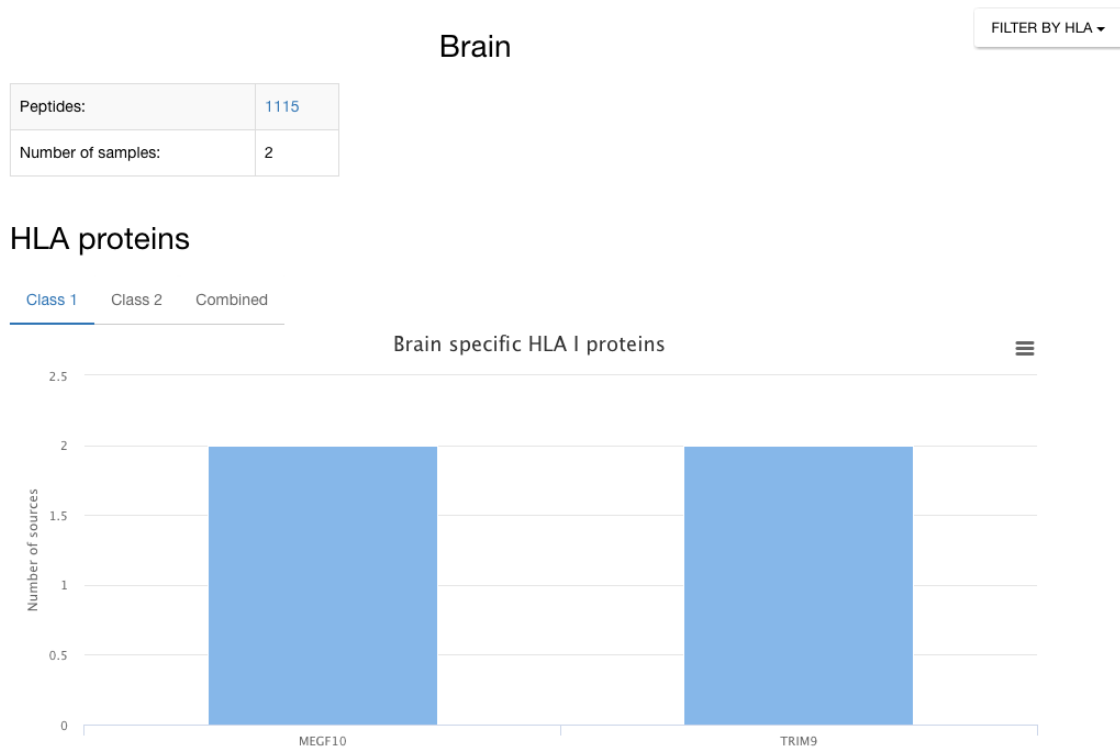 FILTER BY HLA
Brain
Peptides: 1115
Number of samples: 2
HLA proteins
Class 1 Class 2 Combined
Brain specific HLA I proteins
2.5
2
1.5
1
0.5
0
Number of sources
MEGF10 TRIM9